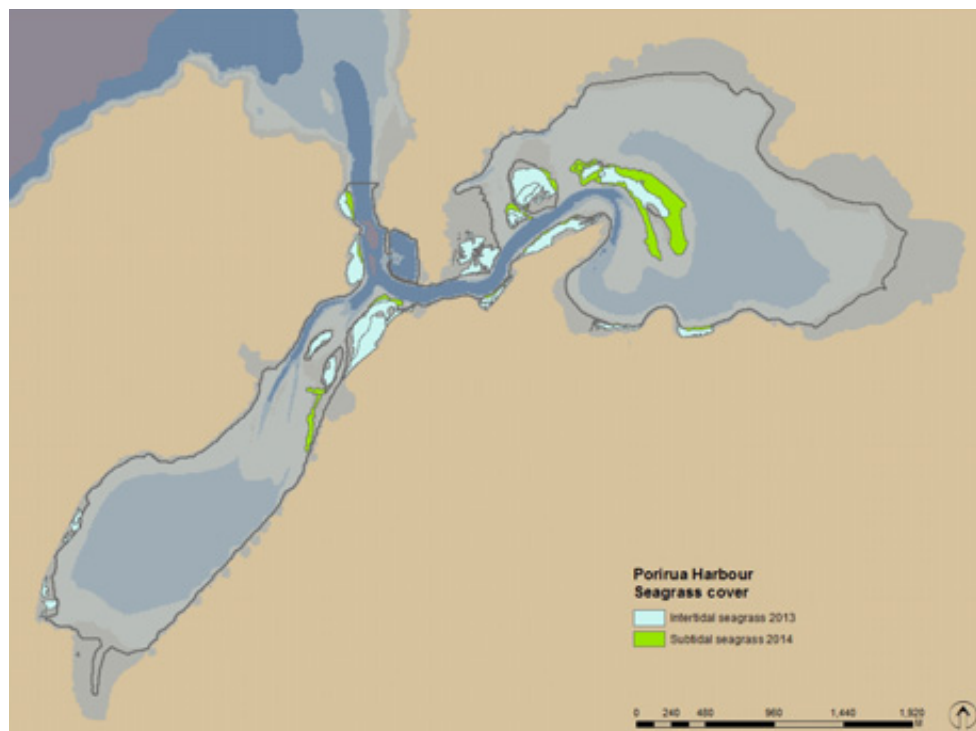 Porirua Harbour
Seagrass cover
Intertidal seagrass 2013
Subtidal seagrass 2014
0 240 480 960 1,440 1,920
M